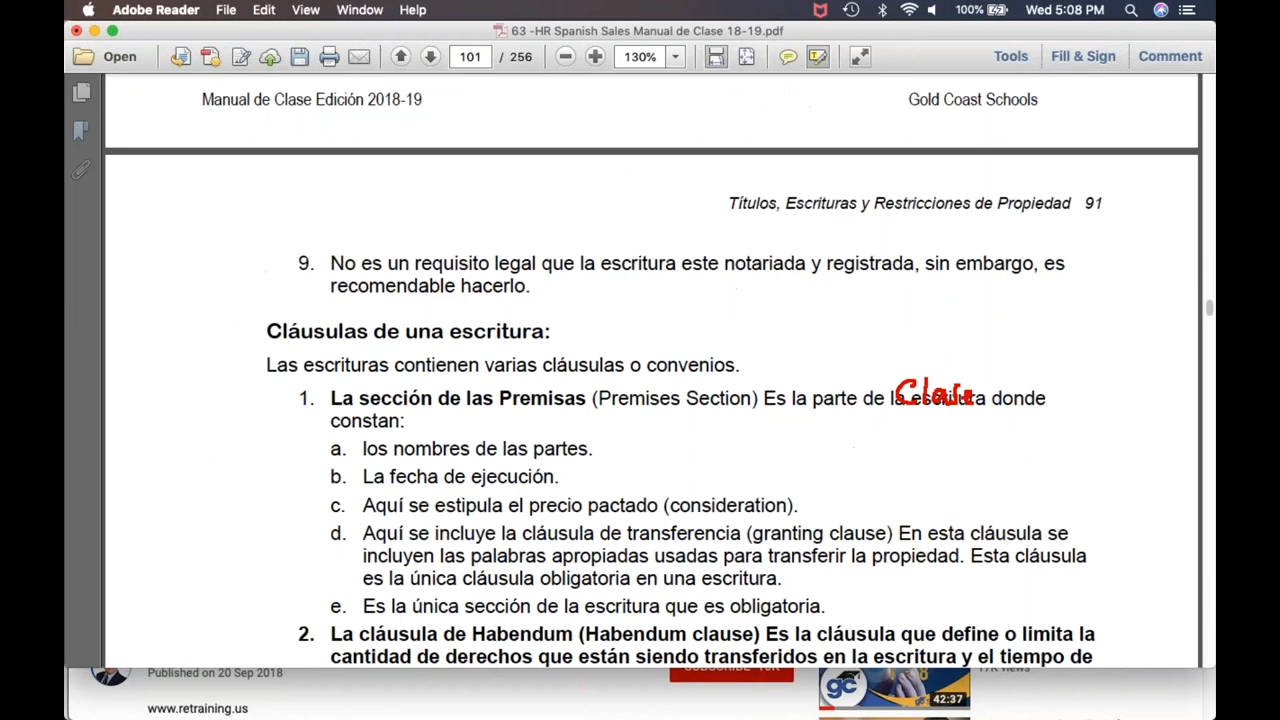 Adobe Reader File Edit View Window Help 100% Wed 5:08 PM
63 -HR Spanish Sales Manual de Clase 18-19.pdf
Open 101 / 256 130% Tools Fill & Sign Comment
Manual de Clase Edición 2018-19 Gold Coast Schools
Títulos, Escrituras y Restricciones de Propiedad 91
9. No es un requisito legal que la escritura este notariada y registrada, sin embargo, es
recomendable hacerlo.
Cláusulas de una escritura:
Las escrituras contienen varias cláusulas o convenios.
Clase
1. La sección de las Premisas (Premises Section) Es la parte de la escritura donde
constan:
a. los nombres de las partes.
b. La fecha de ejecución.
c. Aquí se estipula el precio pactado (consideration).
d. Aquí se incluye la cláusula de transferencia (granting clause) En esta cláusula se
incluyen las palabras apropiadas usadas para transferir la propiedad. Esta cláusula
es la única cláusula obligatoria en una escritura.
e. Es la única sección de la escritura que es obligatoria.
2. La cláusula de Habendum (Habendum clause) Es la cláusula que define o limita la
cantidad de derechos que están siendo transferidos en la escritura y el tiempo de
Published on 20 Sep 2018
gc 42:37
www.retraining.us